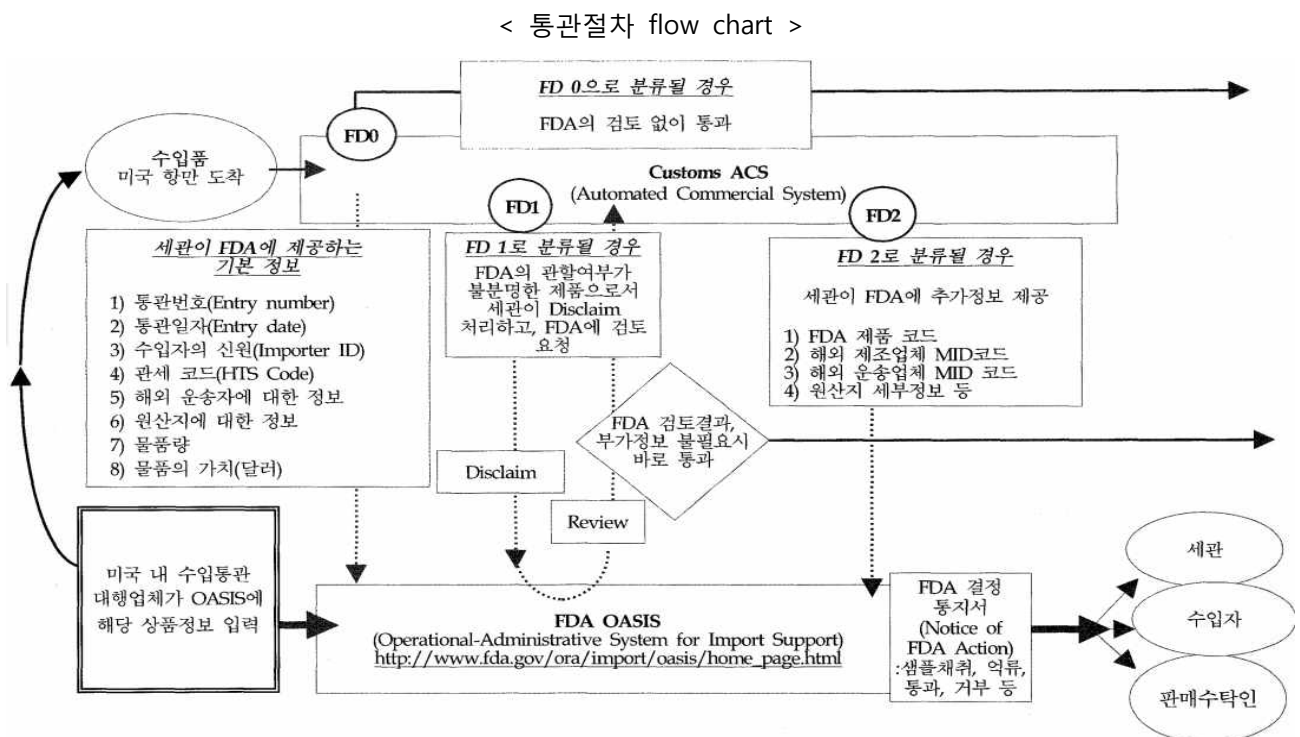 < 통관절차 flow chart >
FD 0으로 분류될 경우
FDA의 검토 없이 통과
FD0
수입품
미국 항만 도착
Customs ACS
(Automated Commercial System)
FD1
FD2
세관이 FDA에 제공하는
기본 정보
1) 통관번호(Entry number)
2) 통관일자(Entry date)
3) 수입자의 신원(Importer ID)
4) 관세 코드(HTS Code)
5) 해외 운송자에 대한 정보
6) 원산지에 대한 정보
7) 물품량
8) 물품의 가치(달러)
FD 1로 분류될 경우
FDA의 관할여부가
불분명한 제품으로서
세관이 Disclaim
처리하고, FDA에 검토
요청
FD 2로 분류될 경우
세관이 FDA에 추가정보 제공
1) FDA 제품 코드
2) 해외 제조업체 MID코드
3) 해외 운송업체 MID 코드
4) 원산지 세부정보 등
FDA 검토결과,
부가정보 불필요시
바로 통과
Disclaim
Review
미국 내 수입통관
대행업체가 OASIS에
해당 상품정보 입력
FDA OASIS
(Operational-Administrative System for Import Support)
http://www.fda.gov/ora/import/oasis/home_page.html
FDA 결정
통지서
(Notice of
FDA Action)
:샘플채취, 억류,
통과, 거부 등
세관
수입자
판매수탁인